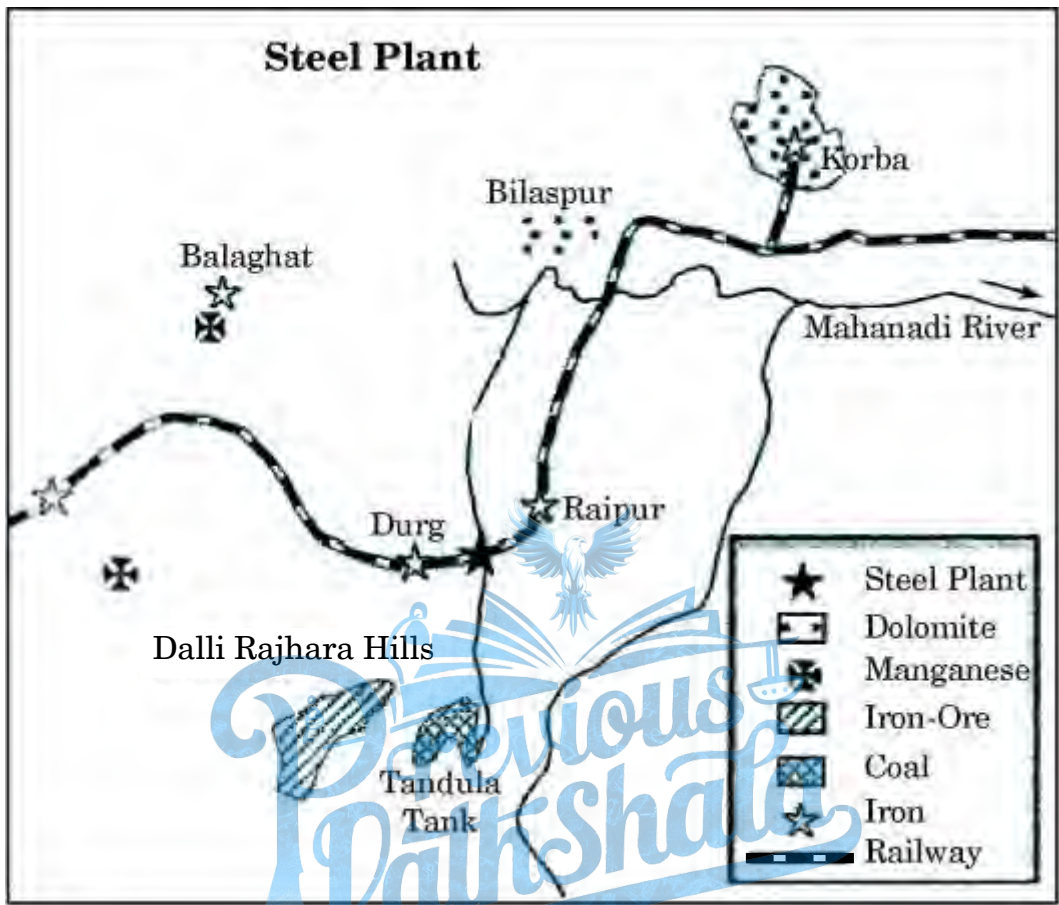 Steel Plant
Korba
Bilaspur
Balaghat
Mahanadi River
Raipur
Durg
Dalli Rajhara Hills
Tandula
Tank
Steel Plant
Dolomite
Manganese
Iron-Ore
Coal
Iron
Railway
Previous
PathShala